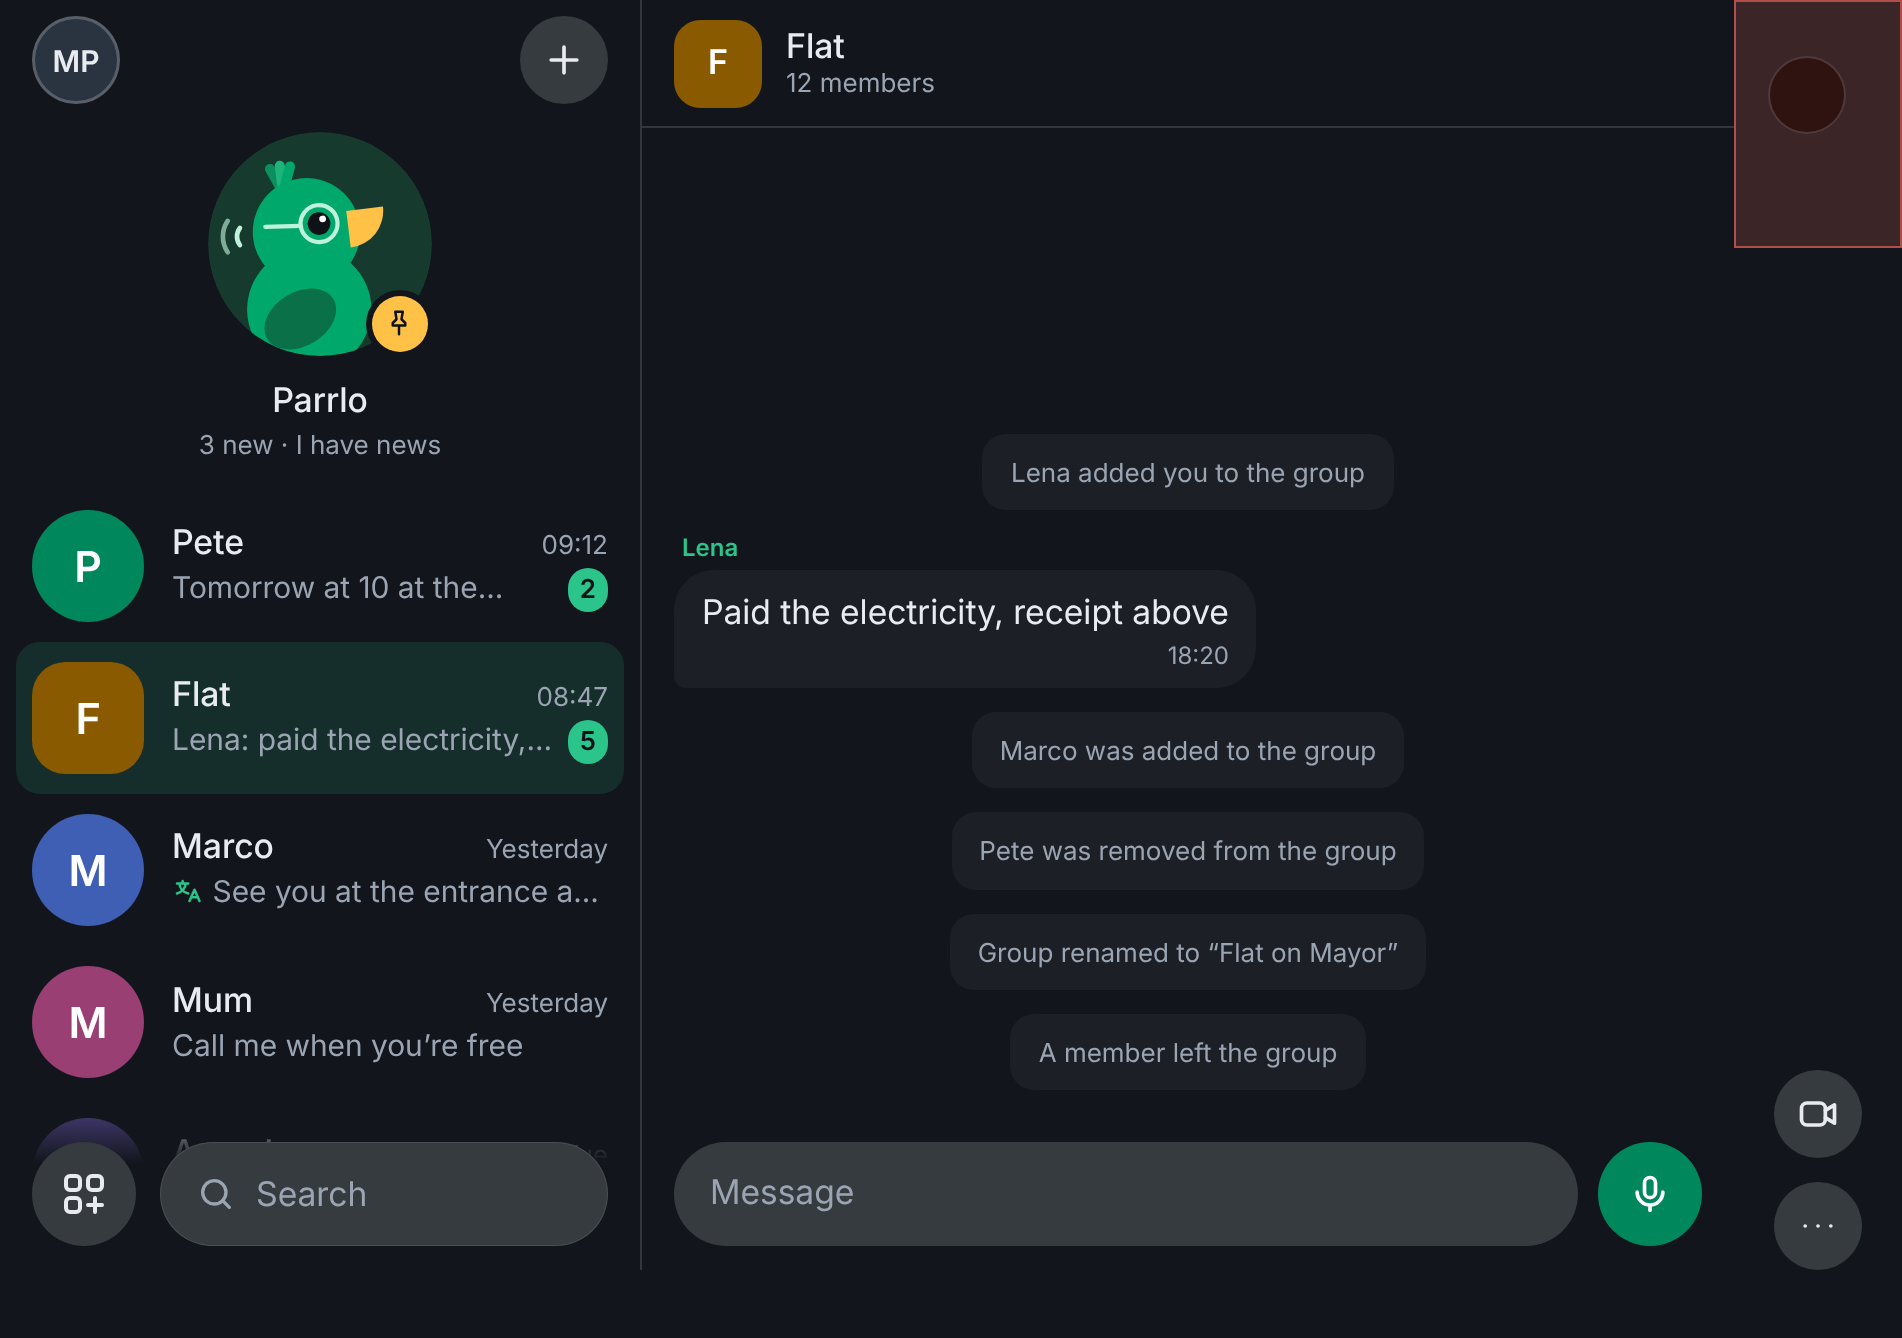 MP
Parrlo
3 new · I have news
P
Pete
09:12
Tomorrow at 10 at the...
2
F
Flat
08:47
Lena: paid the electricity,...
5
M
Marco
Yesterday
See you at the entrance a...
M
Mum
Yesterday
Call me when you’re free
Search
F
Flat
12 members
Lena added you to the group
Lena
Paid the electricity, receipt above
18:20
Marco was added to the group
Pete was removed from the group
Group renamed to “Flat on Mayor”
A member left the group
Message